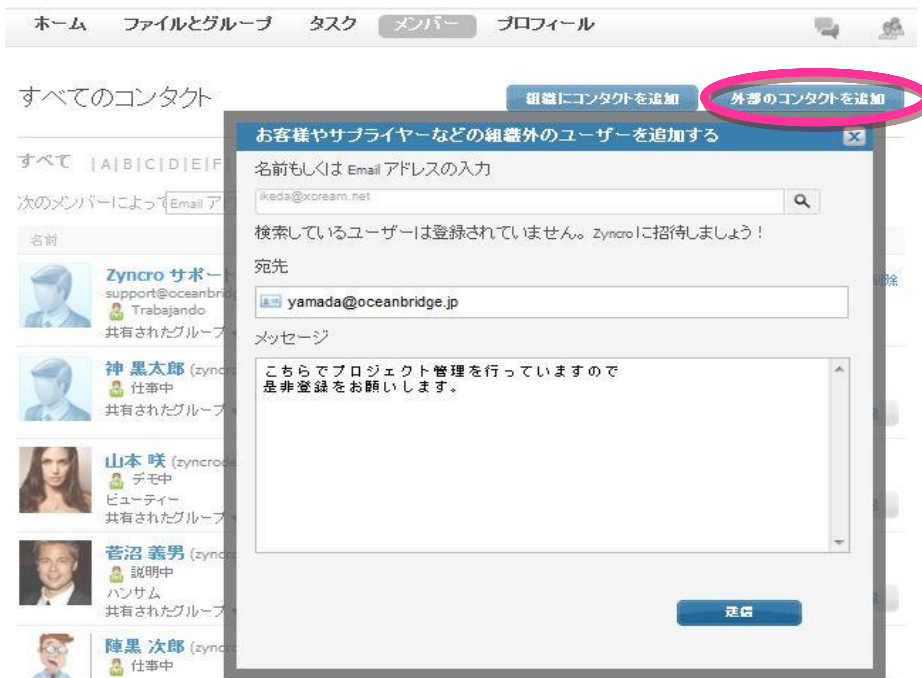 ホーム ファイルとグループ タスク メンバー プロフィール
すべてのコンタクト
組織にコンタクトを追加 外部のコンタクトを追加
お客様やサプライヤーなどの組織外のユーザーを追加する
すべて |A|B|C|D|E|F|
名前もしくは Email アドレスの入力
次のメンバーによって Email ア
ikeda@xcream.net
検索しているユーザーは登録されていません。Zyncroに招待しましょう!
名前
宛先
Zyncro サポート
support@oceanbrid
除
yamada@oceanbridge.jp
Trabajando
共有されたグループ
メッセージ
こちらでプロジェクト管理を行っていますので
是非登録をお願いします。
神 黒太郎 (zyncro
仕事中
共有されたグループ
山本 咲 (zyncrode
デモ中
ビューティー
共有されたグループ
菅沼 義男 (zyncro
説明中
ハンサム
共有されたグループ
送信
陣黒 次郎 (zyncro
仕事中